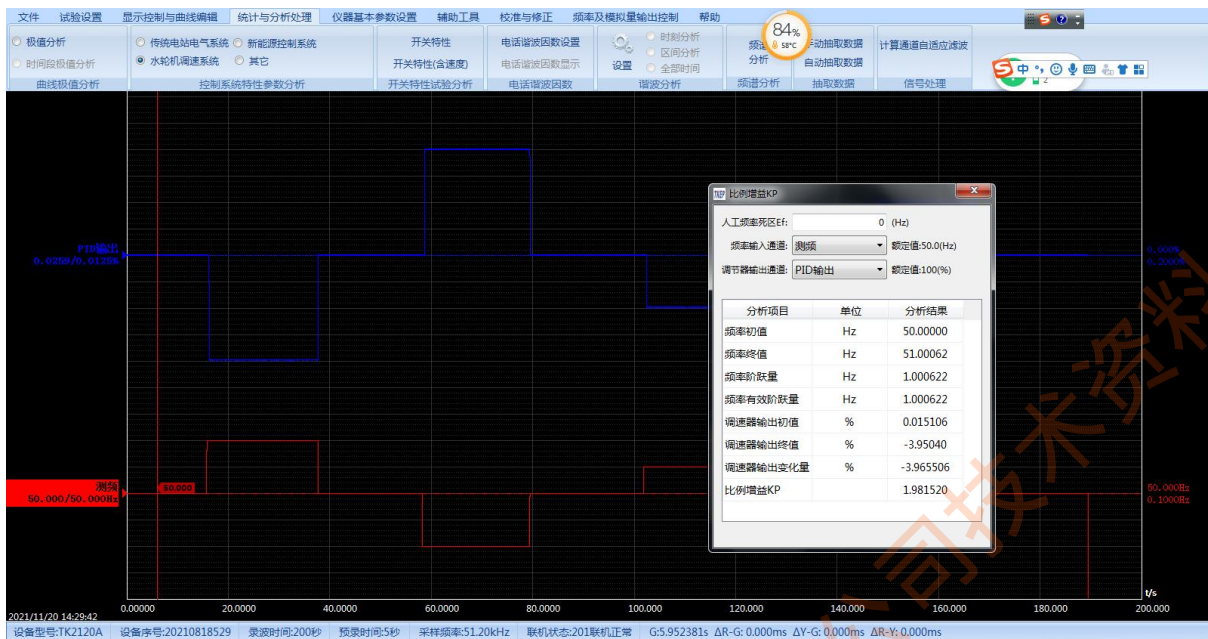 文件 试验设置 显示控制与曲线编辑 统计与分析处理 仪器基本参数设置 辅助工具 校准与修正 频率及模拟量输出控制 帮助
极值分析 传统电站电气系统 新能源控制系统 开关特性 电话谐波因数设置 时刻分析 84% 手动抽取数据 计算通道自适应滤波
区间分析 58℃
时间段极值分析 水轮机调速系统 其它 开关特性(含速度) 电话谐波因数显示 设置 全部时间 分析 自动抽取数据
中
曲线极值分析 控制系统特性参数分析 开关特性试验分析 电话谐波因数 谐波分析 频谱分析 抽取数据 信号处理
2
比例增益KP
人工频率死区Ef: 0 (Hz)
频率输入通道: 测频 额定值:50.0(Hz)
调节器输出通道: PID输出 额定值:100(%)
分析项目 单位 分析结果
频率初值 Hz 50.00000
频率终值 Hz 51.00062
频率阶跃量 Hz 1.000622
频率有效阶跃量 Hz 1.000622
调速器输出初值 % 0.015106
调速器输出终值 % -3.95040
调速器输出变化量 % -3.965506
比例增益KP 1.981520
PID输出
0.025%/0.0125%
0.000%
0.2000%
测频
50.000/50.000Hz
50.000
50.000Hz
0.1000Hz
t/s
0.00000 20.0000 40.0000 60.0000 80.0000 100.000 120.000 140.000 160.000 180.000 200.000
2021/11/20 14:29:42
设备型号:TK2120A 设备序号:20210818529 录波时间:200秒 预录时间:5秒 采样频率:51.20kHz 联机状态:201联机正常 G:5.952381s ΔR-G: 0.000ms ΔY-G: 0.000ms ΔR-Y: 0.000ms
公司技术资料